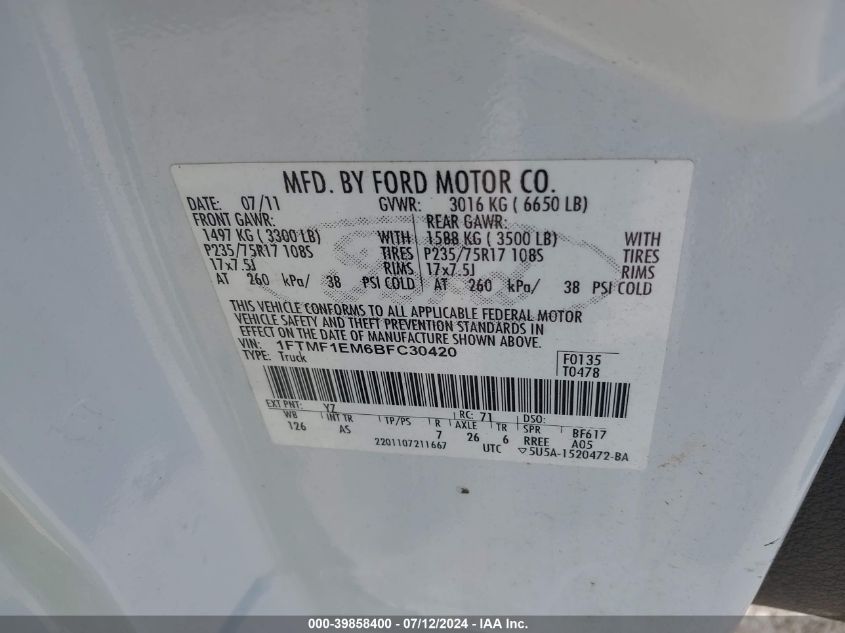 MFD. BY FORD MOTOR CO.
DATE: 07/11 GVWR: 3016 KG ( 6650 LB)
FRONT GAWR: REAR GAWR:
1497 KG ( 3300 LB) WITH 1588 KG ( 3500 LB) WITH
P235/75R17 108S TIRES P235/75R17 108S TIRES
17x7.5J RIMS 17x7.5J RIMS
AT 260 kPa/ 38 PSI COLD AT 260 kPa/ 38 PSI COLD
THIS VEHICLE CONFORMS TO ALL APPLICABLE FEDERAL MOTOR
VEHICLE SAFETY AND THEFT PREVENTION STANDARDS IN
EFFECT ON THE DATE OF MANUFACTURE SHOWN ABOVE.
VIN: 1FTMF1EM6BFC30420 F0135
TYPE: Truck T0478
EXT PNT: YZ RC: 71 DSO:
WB INT TR TP/PS R AXLE TR SPR BF617
126 AS 7 26 6 RREE A05
2201107211667 UTC ▽5U5A-1520472-BA
000-39858400 / 07/12/2024 - IAA Inc.